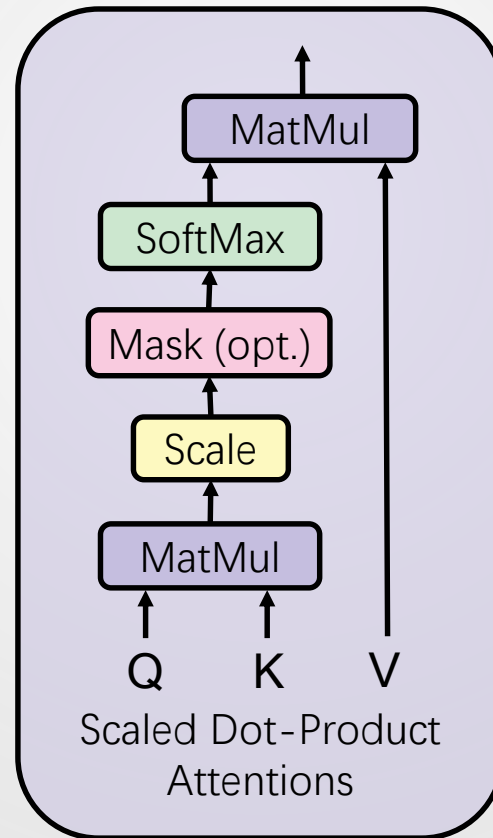 MatMul
SoftMax
Mask (opt.)
Scale
MatMul
Q K V
Scaled Dot-Product
Attentions